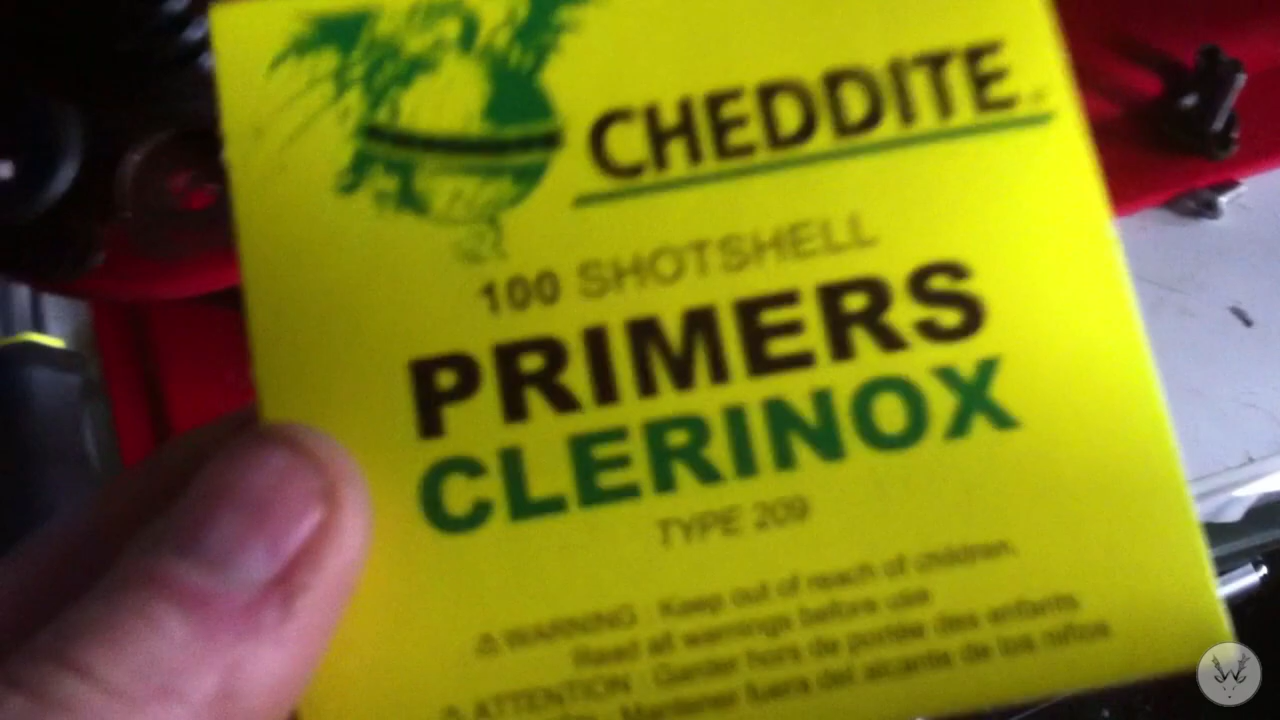 CHEDDITE
100 SHOTSHELL
PRIMERS
CLERINOX
TYPE 209
⚠ WARNING : Keep out of reach of children.
Read all warnings before use
⚠ ATTENTION : Garder hors de portée des enfants
Mantener fuera del alcance de los niños
W